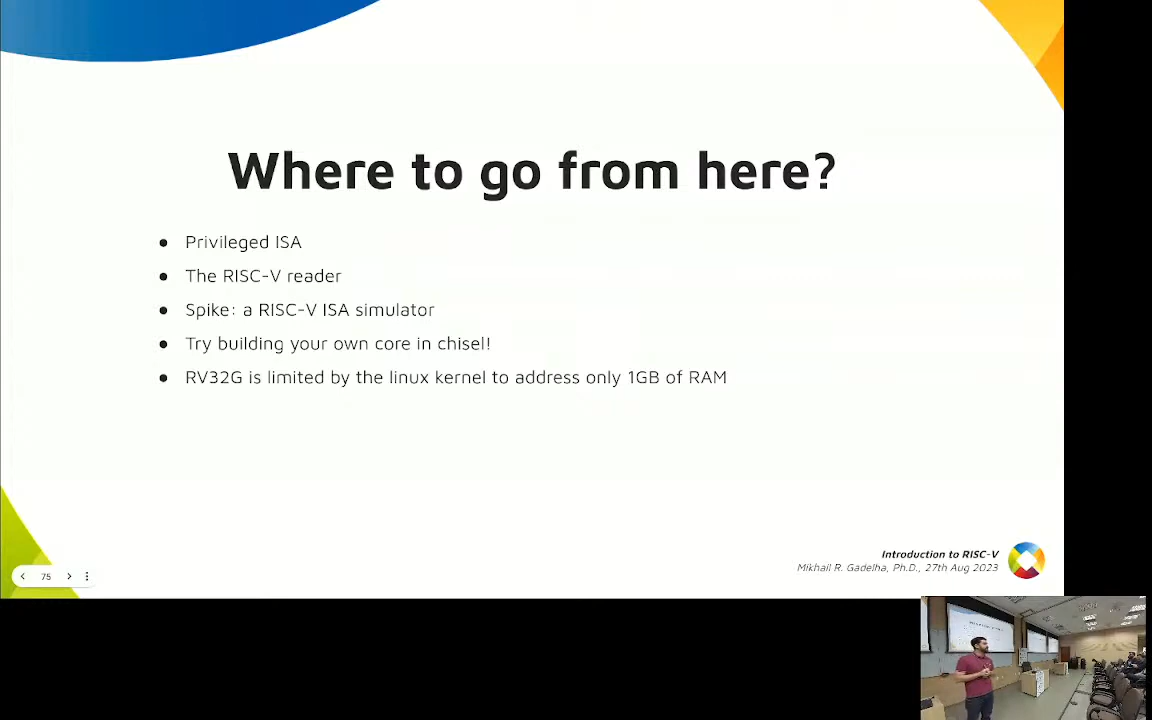 Where to go from here?
Privileged ISA
The RISC-V reader
Spike: a RISC-V ISA simulator
Try building your own core in chisel!
RV32G is limited by the linux kernel to address only 1GB of RAM
Introduction to RISC-V
Mikhail R. Gadelha, Ph.D., 27th Aug 2023
75